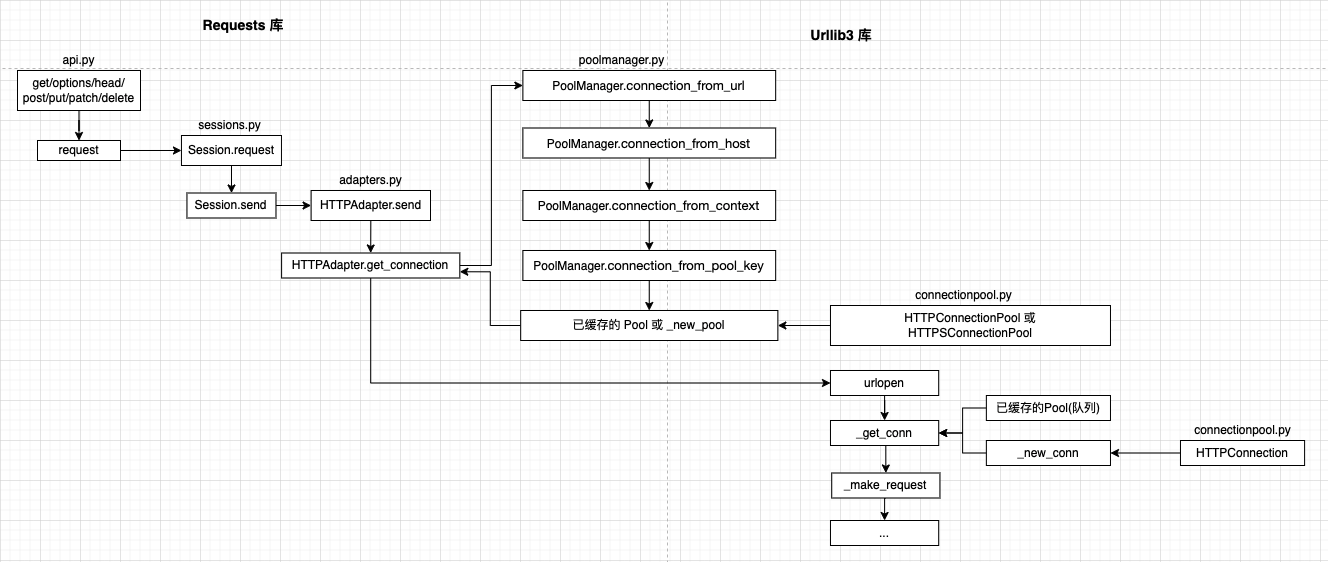 Requests 库
Urllib3 库
api.py
get/options/head/
post/put/patch/delete
request
sessions.py
Session.request
Session.send
adapters.py
HTTPAdapter.send
HTTPAdapter.get_connection
poolmanager.py
PoolManager.connection_from_url
PoolManager.connection_from_host
PoolManager.connection_from_context
PoolManager.connection_from_pool_key
已缓存的 Pool 或 _new_pool
connectionpool.py
HTTPConnectionPool 或
HTTPSConnectionPool
urlopen
_get_conn
已缓存的Pool(队列)
_new_conn
connectionpool.py
HTTPConnection
_make_request
...